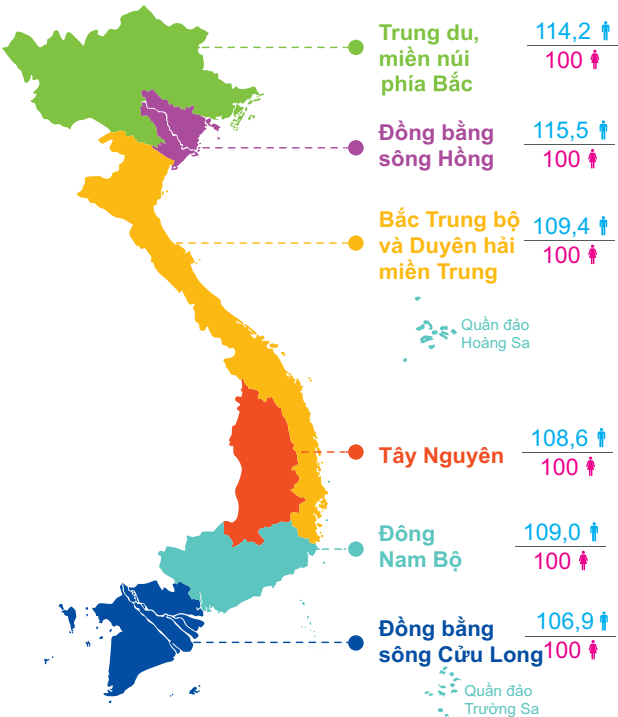 Trung du,
miền núi
phía Bắc
114,2
100
Đồng bằng
sông Hồng
115,5
100
Bắc Trung bộ
và Duyên hải
miền Trung
109,4
100
Quần đảo
Hoàng Sa
Tây Nguyên
108,6
100
Đông
Nam Bộ
109,0
100
Đồng bằng
sông Cửu Long
106,9
100
Quần đảo
Trường Sa